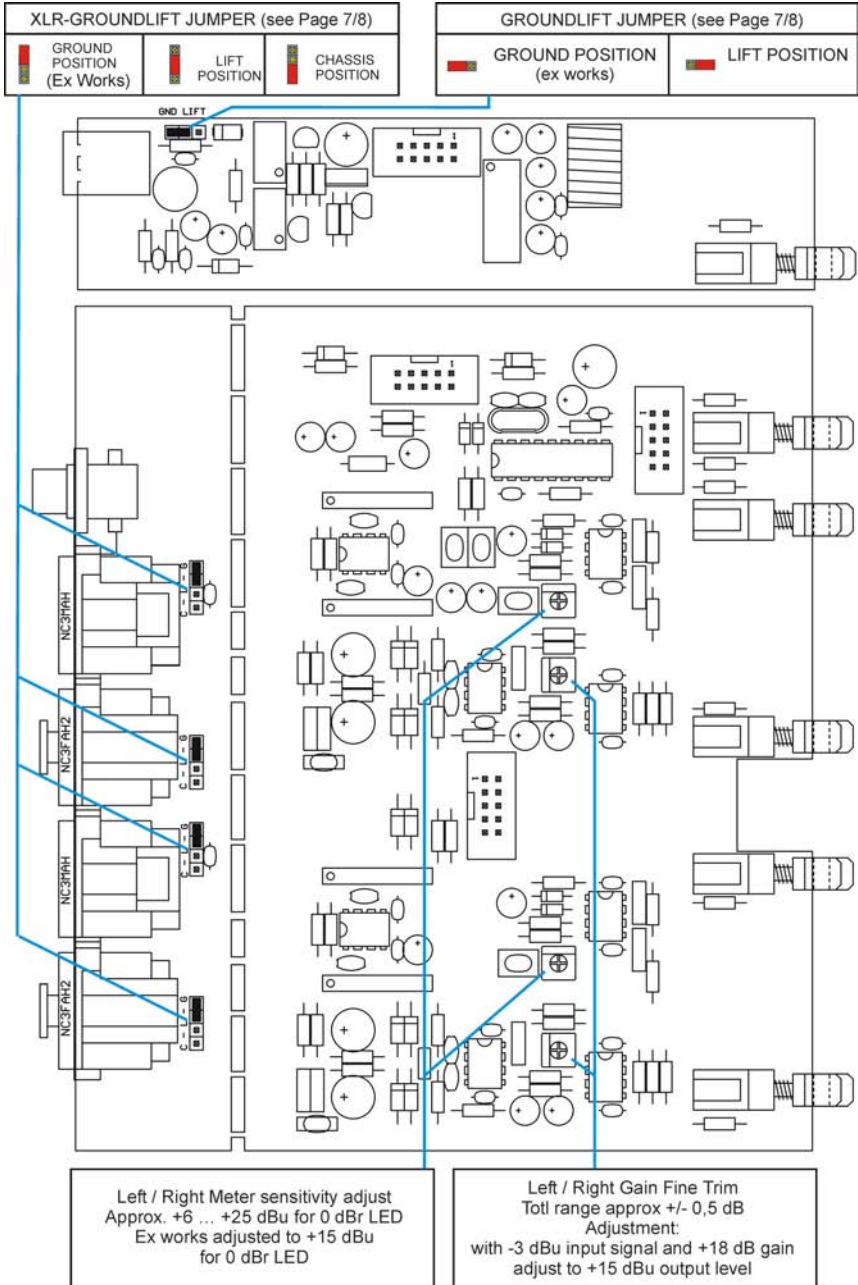 XLR-GROUNDLIFT JUMPER (see Page 7/8)
GROUND
POSITION
(Ex Works)
LIFT
POSITION
CHASSIS
POSITION
GROUNDLIFT JUMPER (see Page 7/8)
GROUND POSITION
(ex works)
LIFT POSITION
GND LIFT
1
1
1
NC3MAH
C - L - G
NC3FAH2
C - L - G
NC3MAH
C - L - G
NC3FAH2
C - L - G
Left / Right Meter sensitivity adjust
Approx. +6 ... +25 dBu for 0 dBr LED
Ex works adjusted to +15 dBu
for 0 dBr LED
Left / Right Gain Fine Trim
Totl range approx +/- 0,5 dB
Adjustment:
with -3 dBu input signal and +18 dB gain
adjust to +15 dBu output level